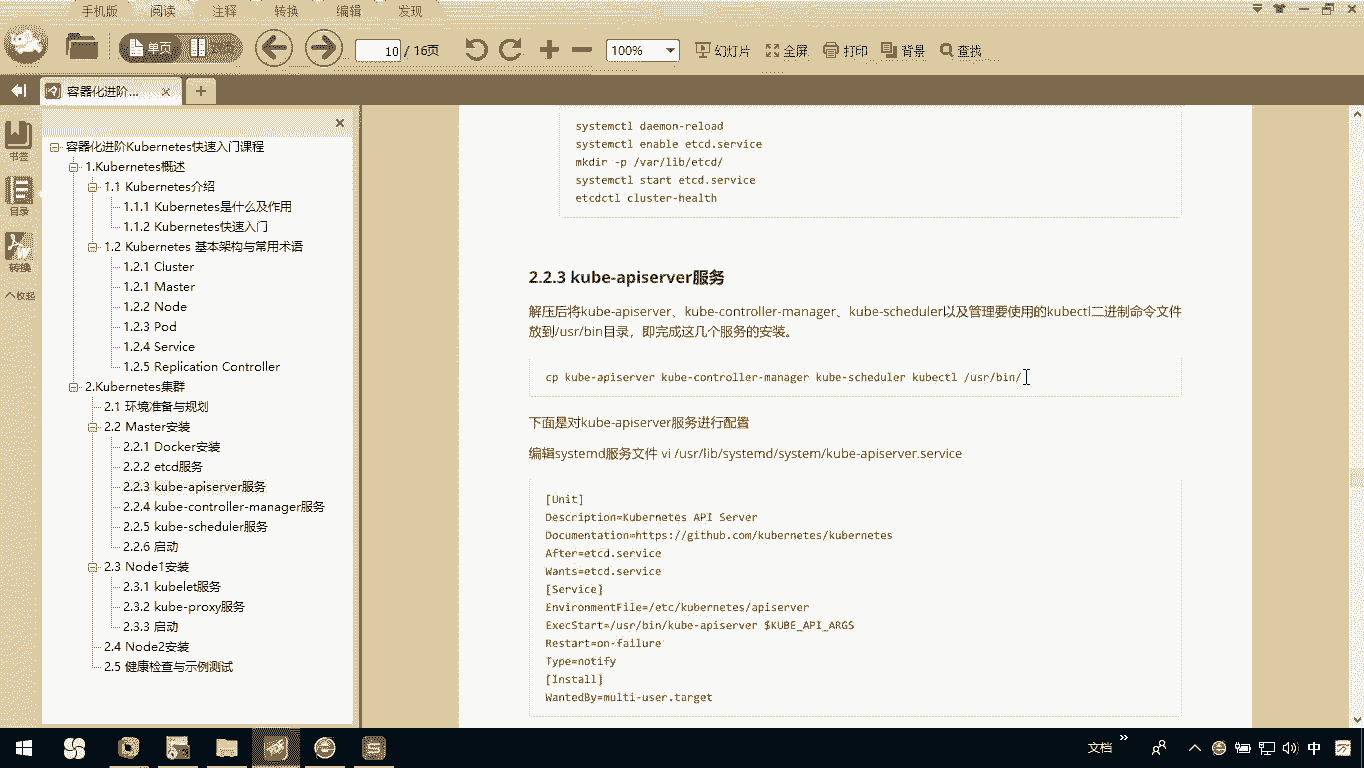 手机版 阅读 注释 转换 编辑 发现
单页
10 / 16页
100%
幻灯片 全屏 打印 背景 查找
容器化进阶...
书签
目录
转换
收起
容器化进阶Kubernetes快速入门课程
1.Kubernetes概述
1.1 Kubernetes介绍
1.1.1 Kubernetes是什么及作用
1.1.2 Kubernetes快速入门
1.2 Kubernetes 基本架构与常用术语
1.2.1 Cluster
1.2.1 Master
1.2.2 Node
1.2.3 Pod
1.2.4 Service
1.2.5 Replication Controller
2.Kubernetes集群
2.1 环境准备与规划
2.2 Master安装
2.2.1 Docker安装
2.2.2 etcd服务
2.2.3 kube-apiserver服务
2.2.4 kube-controller-manager服务
2.2.5 kube-scheduler服务
2.2.6 启动
2.3 Node1安装
2.3.1 kubelet服务
2.3.2 kube-proxy服务
2.3.3 启动
2.4 Node2安装
2.5 健康检查与示例测试
systemctl daemon-reload
systemctl enable etcd.service
mkdir -p /var/lib/etcd/
systemctl start etcd.service
etcdctl cluster-health
2.2.3 kube-apiserver服务
解压后将kube-apiserver、kube-controller-manager、kube-scheduler以及管理要使用的kubectl二进制命令文件
放到/usr/bin目录，即完成这几个服务的安装。
cp kube-apiserver kube-controller-manager kube-scheduler kubectl /usr/bin/
下面是对kube-apiserver服务进行配置
编辑systemd服务文件 vi /usr/lib/systemd/system/kube-apiserver.service
[Unit]
Description=Kubernetes API Server
Documentation=https://github.com/kubernetes/kubernetes
After=etcd.service
Wants=etcd.service
[Service]
EnvironmentFile=/etc/kubernetes/apiserver
ExecStart=/usr/bin/kube-apiserver $KUBE_API_ARGS
Restart=on-failure
Type=notify
[Install]
WantedBy=multi-user.target
文档
中